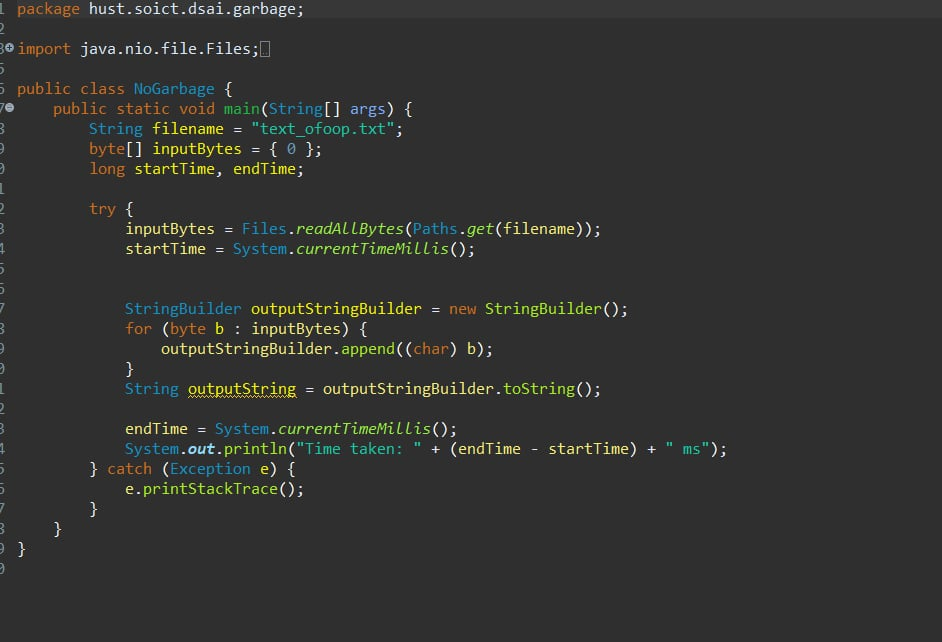 package hust.soict.dsai.garbage;
import java.nio.file.Files;
public class NoGarbage {
public static void main(String[] args) {
String filename = "text_ofoop.txt";
byte[] inputBytes = { 0 };
long startTime, endTime;
try {
inputBytes = Files.readAllBytes(Paths.get(filename));
startTime = System.currentTimeMillis();
StringBuilder outputStringBuilder = new StringBuilder();
for (byte b : inputBytes) {
outputStringBuilder.append((char) b);
}
String outputString = outputStringBuilder.toString();
endTime = System.currentTimeMillis();
System.out.println("Time taken: " + (endTime - startTime) + " ms");
} catch (Exception e) {
e.printStackTrace();
}
}
}